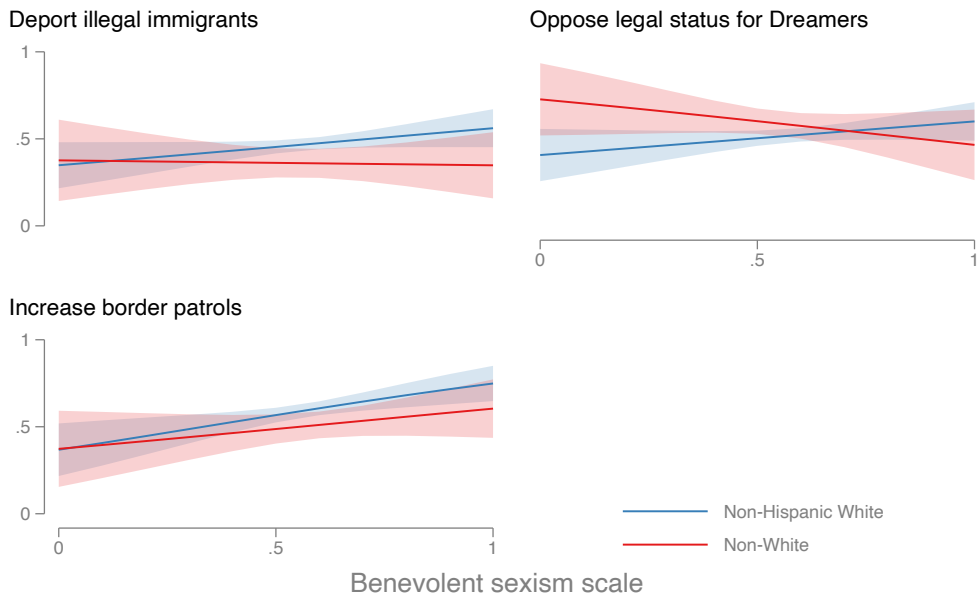 Deport illegal immigrants
Oppose legal status for Dreamers
1
.5
0
0
.5
1
Increase border patrols
1
.5
0
0
.5
1
Non-Hispanic White
Non-White
Benevolent sexism scale